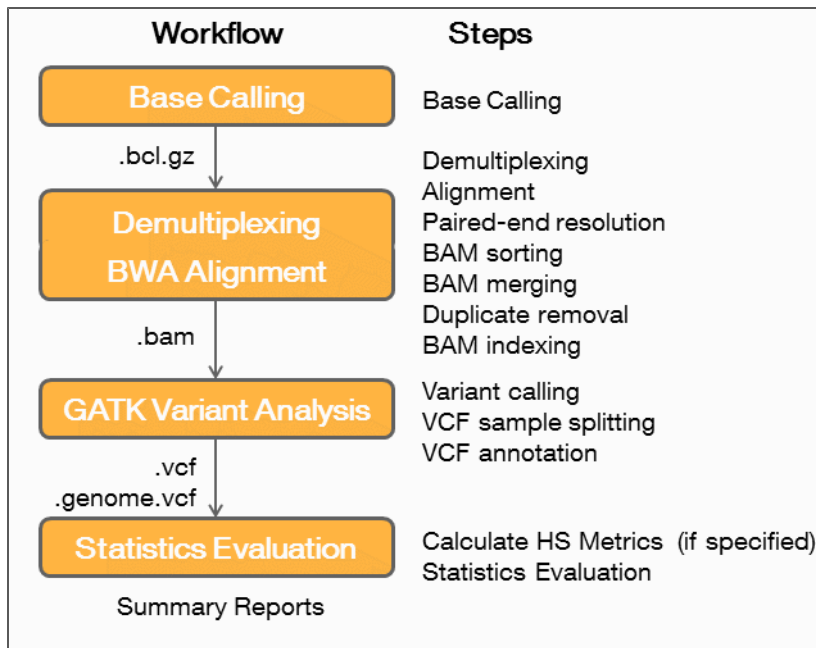 Workflow
Steps
Base Calling
Base Calling
.bcl.gz
Demultiplexing
BWA Alignment
Demultiplexing
Alignment
Paired-end resolution
BAM sorting
BAM merging
Duplicate removal
BAM indexing
.bam
GATK Variant Analysis
Variant calling
VCF sample splitting
VCF annotation
.vcf
.genome.vcf
Statistics Evaluation
Calculate HS Metrics (if specified)
Statistics Evaluation
Summary Reports